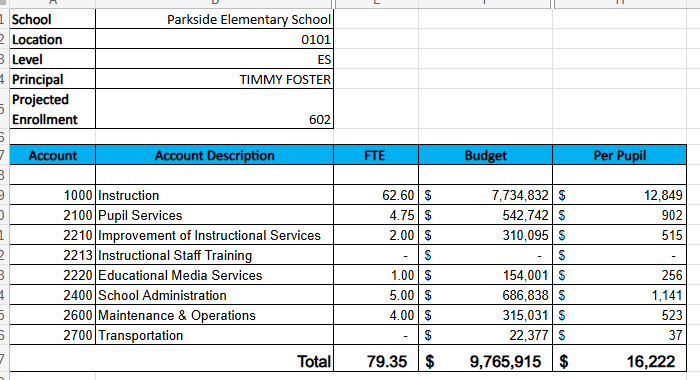 School Parkside Elementary School
Location 0101
Level ES
Principal TIMMY FOSTER
Projected
Enrollment 602
Account Account Description FTE Budget Per Pupil
1000 Instruction 62.60 $ 7,734,832 $ 12,849
2100 Pupil Services 4.75 $ 542,742 $ 902
2210 Improvement of Instructional Services 2.00 $ 310,095 $ 515
2213 Instructional Staff Training - $ - $ -
2220 Educational Media Services 1.00 $ 154,001 $ 256
2400 School Administration 5.00 $ 686,838 $ 1,141
2600 Maintenance & Operations 4.00 $ 315,031 $ 523
2700 Transportation - $ 22,377 $ 37
Total 79.35 $ 9,765,915 $ 16,222